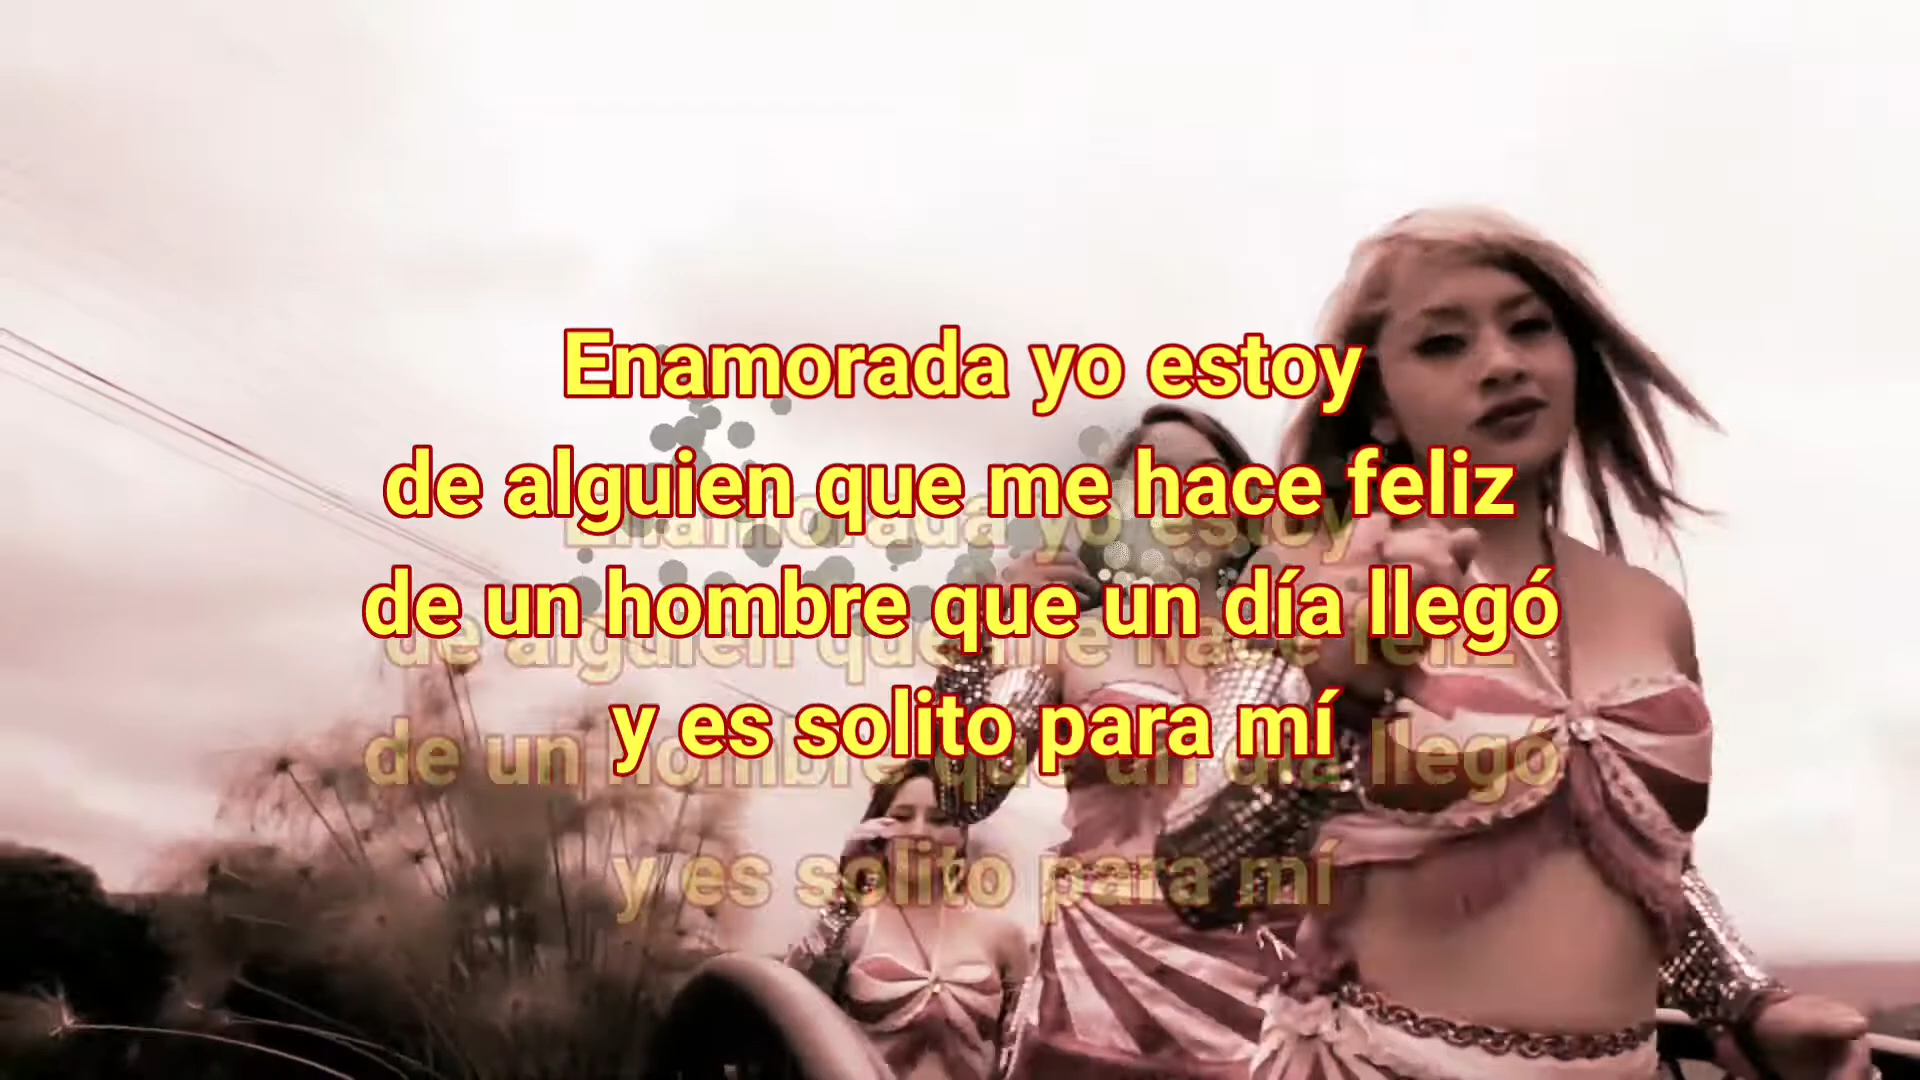 Enamorada yo estoy
de alguien que me hace feliz
de un hombre que un día llegó
y es solito para mí